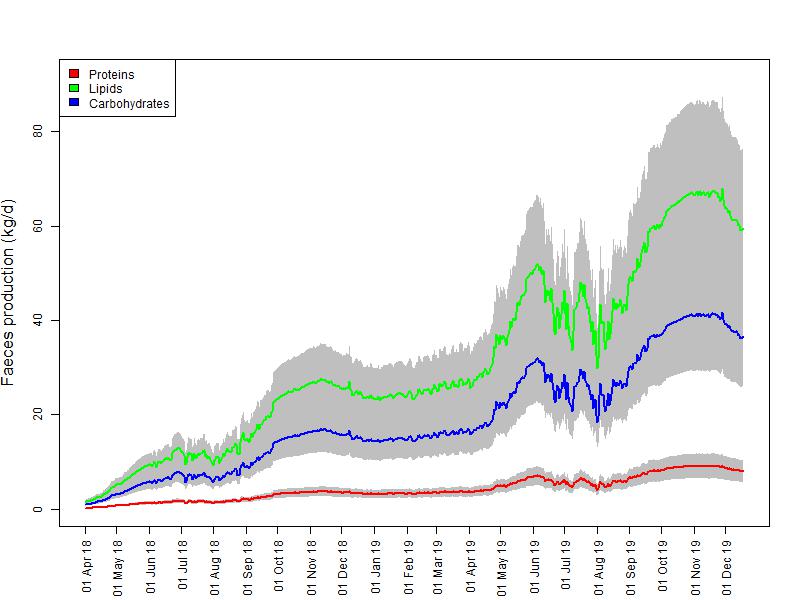 Proteins
Lipids
Carbohydrates
Faeces production (kg/d)
80
60
40
20
0
01 Apr 18
01 May 18
01 Jun 18
01 Jul 18
01 Aug 18
01 Sep 18
01 Oct 18
01 Nov 18
01 Dec 18
01 Jan 19
01 Feb 19
01 Mar 19
01 Apr 19
01 May 19
01 Jun 19
01 Jul 19
01 Aug 19
01 Sep 19
01 Oct 19
01 Nov 19
01 Dec 19